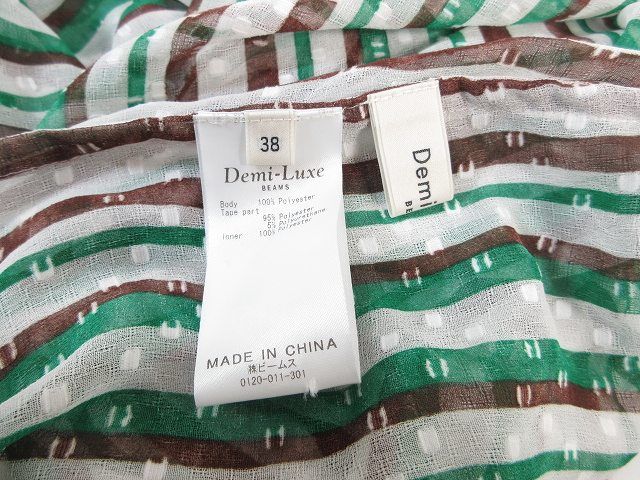 38
Demi-Luxe
BEAMS
Body 100% Polyester
Tape part
95% Polyester
5% Polyurethane
Inner 100% Polyester
MADE IN CHINA
㈱ビームス
0120-011-301
Demi
BE